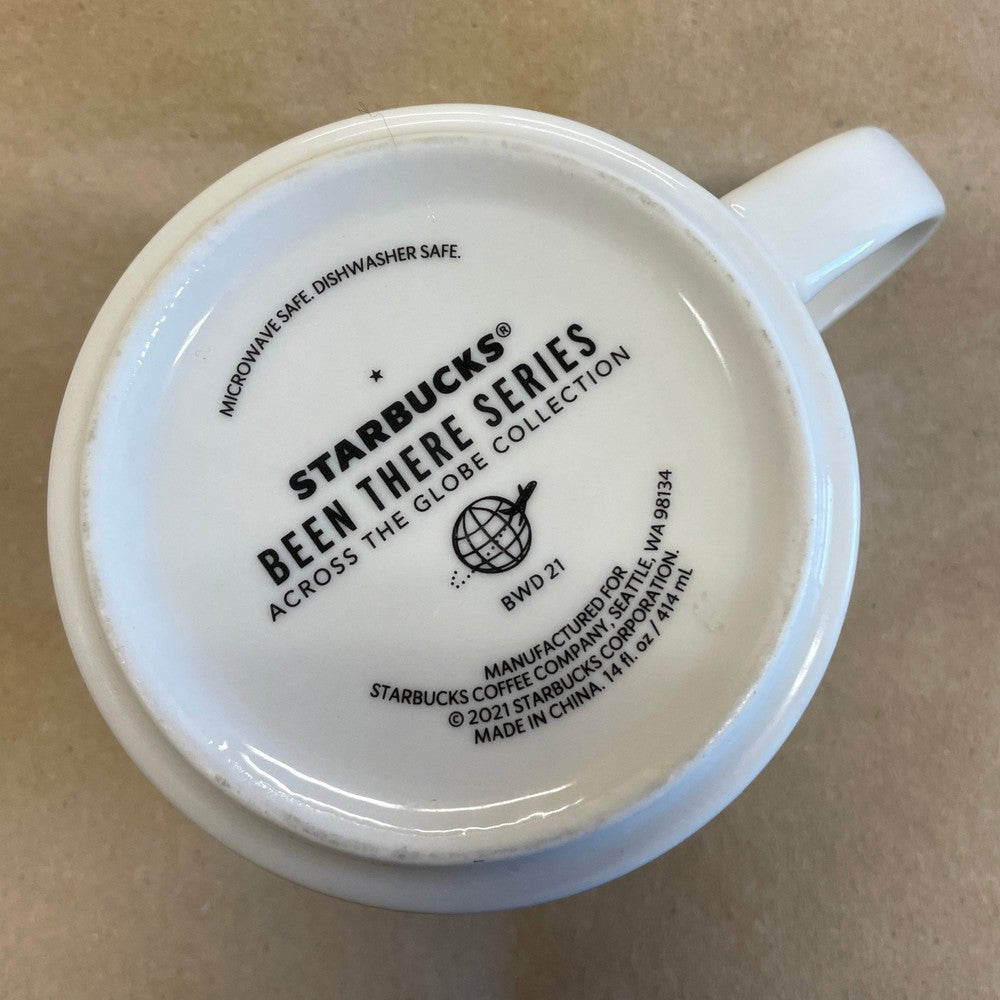 MICROWAVE SAFE. DISHWASHER SAFE.
STARBUCKS®
BEEN THERE SERIES
ACROSS THE GLOBE COLLECTION
BWD 21
MANUFACTURED FOR
STARBUCKS COFFEE COMPANY, SEATTLE, WA 98134
© 2021 STARBUCKS CORPORATION.
MADE IN CHINA. 14 fl. oz / 414 mL